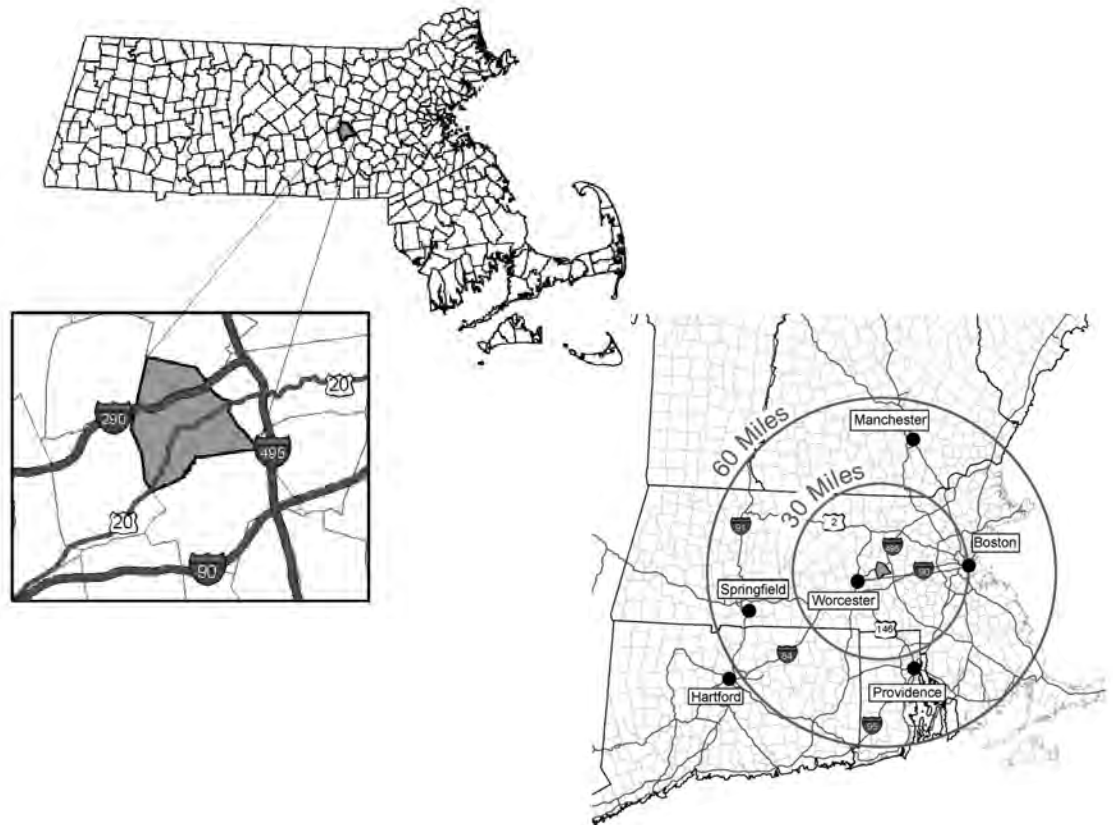 20
290
495
20
90
60 Miles
Manchester
30 Miles
91
2
495
Boston
90
Springfield
Worcester
146
84
Hartford
Providence
95